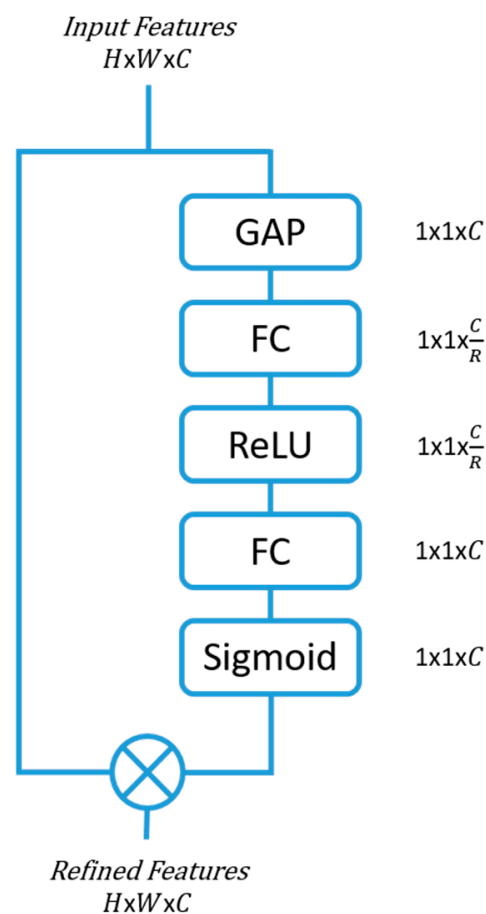 Input Features
HxWxC
GAP
1x1xC
FC
1x1xC/R
ReLU
1x1xC/R
FC
1x1xC
Sigmoid
1x1xC
Refined Features
HxWxC